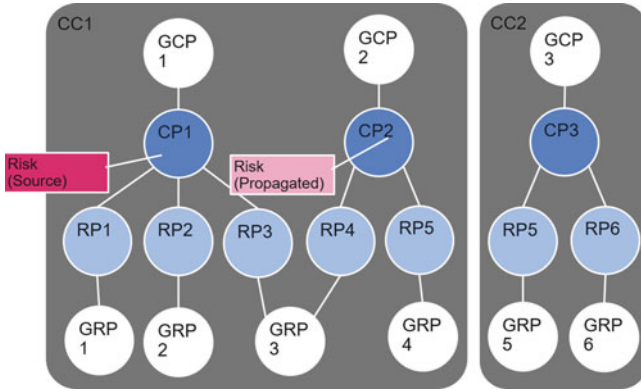 CC1
GCP
1
GCP
2
CC2
GCP
3
CP1
CP2
CP3
Risk
(Source)
Risk
(Propagated)
RP1
RP2
RP3
RP4
RP5
RP5
RP6
GRP
1
GRP
2
GRP
3
GRP
4
GRP
5
GRP
6